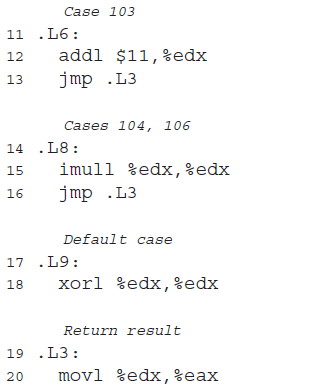 Case 103
11 .L6:
12 addl $11,%edx
13 jmp .L3
Cases 104, 106
14 .L8:
15 imull %edx,%edx
16 jmp .L3
Default case
17 .L9:
18 xorl %edx,%edx
Return result
19 .L3:
20 movl %edx,%eax